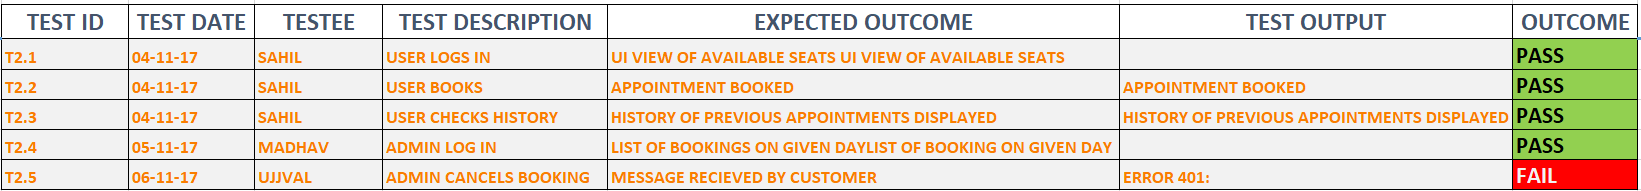 TEST ID TEST DATE TESTEE TEST DESCRIPTION EXPECTED OUTCOME TEST OUTPUT OUTCOME
T2.1 04-11-17 SAHIL USER LOGS IN UI VIEW OF AVAILABLE SEATS UI VIEW OF AVAILABLE SEATS PASS
T2.2 04-11-17 SAHIL USER BOOKS APPOINTMENT BOOKED APPOINTMENT BOOKED PASS
T2.3 04-11-17 SAHIL USER CHECKS HISTORY HISTORY OF PREVIOUS APPOINTMENTS DISPLAYED HISTORY OF PREVIOUS APPOINTMENTS DISPLAYED PASS
T2.4 05-11-17 MADHAV ADMIN LOG IN LIST OF BOOKINGS ON GIVEN DAYLIST OF BOOKING ON GIVEN DAY PASS
T2.5 06-11-17 UJJVAL ADMIN CANCELS BOOKING MESSAGE RECIEVED BY CUSTOMER ERROR 401: FAIL